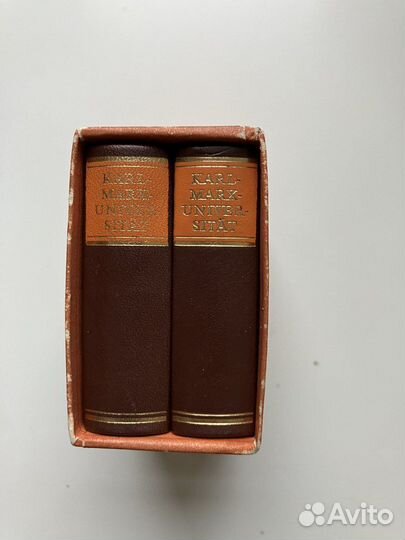 KARL-
MARX-
UNIVER-
SITÄT
KARL-
MARX-
UNIVER-
SITÄT
Avito